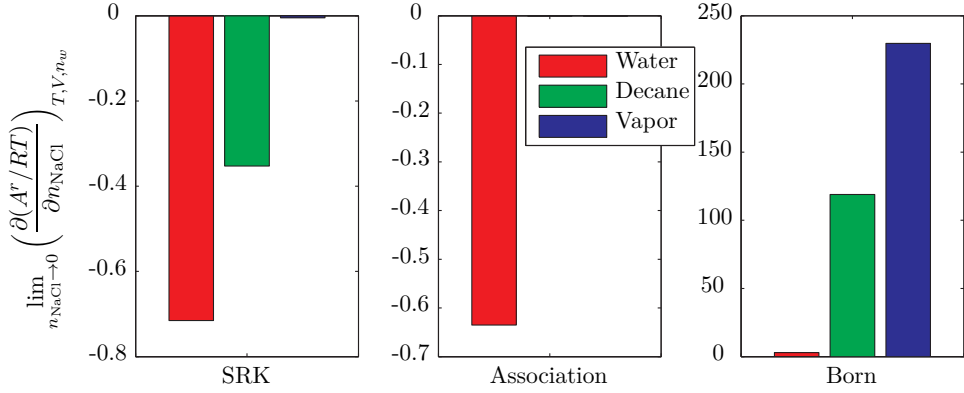 lim n_NaCl→0 (∂(A^r/RT)/∂n_NaCl)_T,V,n_w
0
-0.2
-0.4
-0.6
-0.8
SRK
0
-0.1
-0.2
-0.3
-0.4
-0.5
-0.6
-0.7
Association
Water
Decane
Vapor
250
200
150
100
50
0
Born